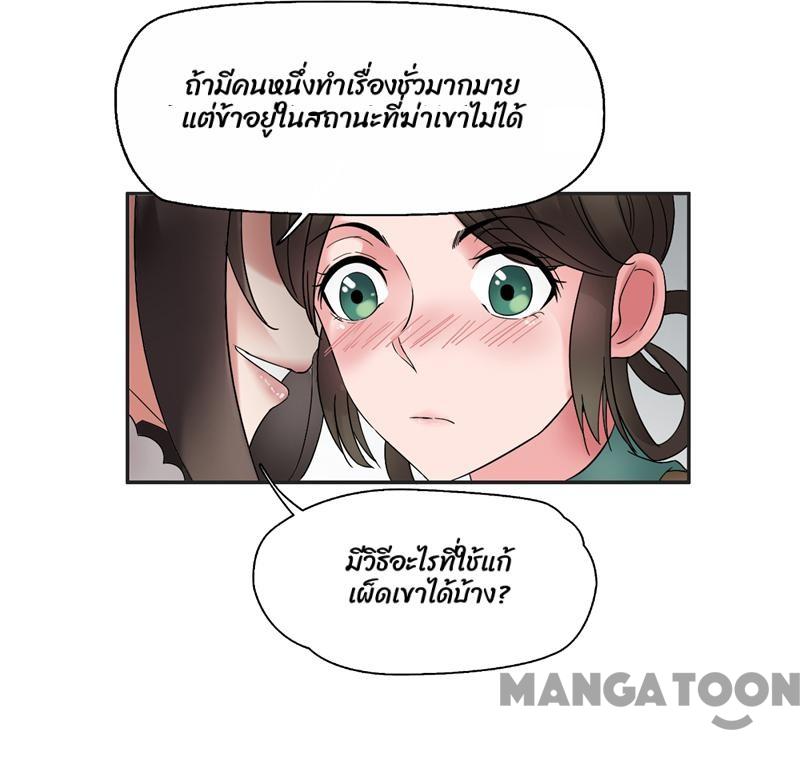 ถ้ามีคนหนึ่งทำเรื่องชั่วมากมาย
แต่ข้าอยู่ในสถานะที่ฆ่าเขาไม่ได้
มีวิธีอะไรที่ใช้แก้
เผ็ดเขาได้บ้าง?
MANGATOON